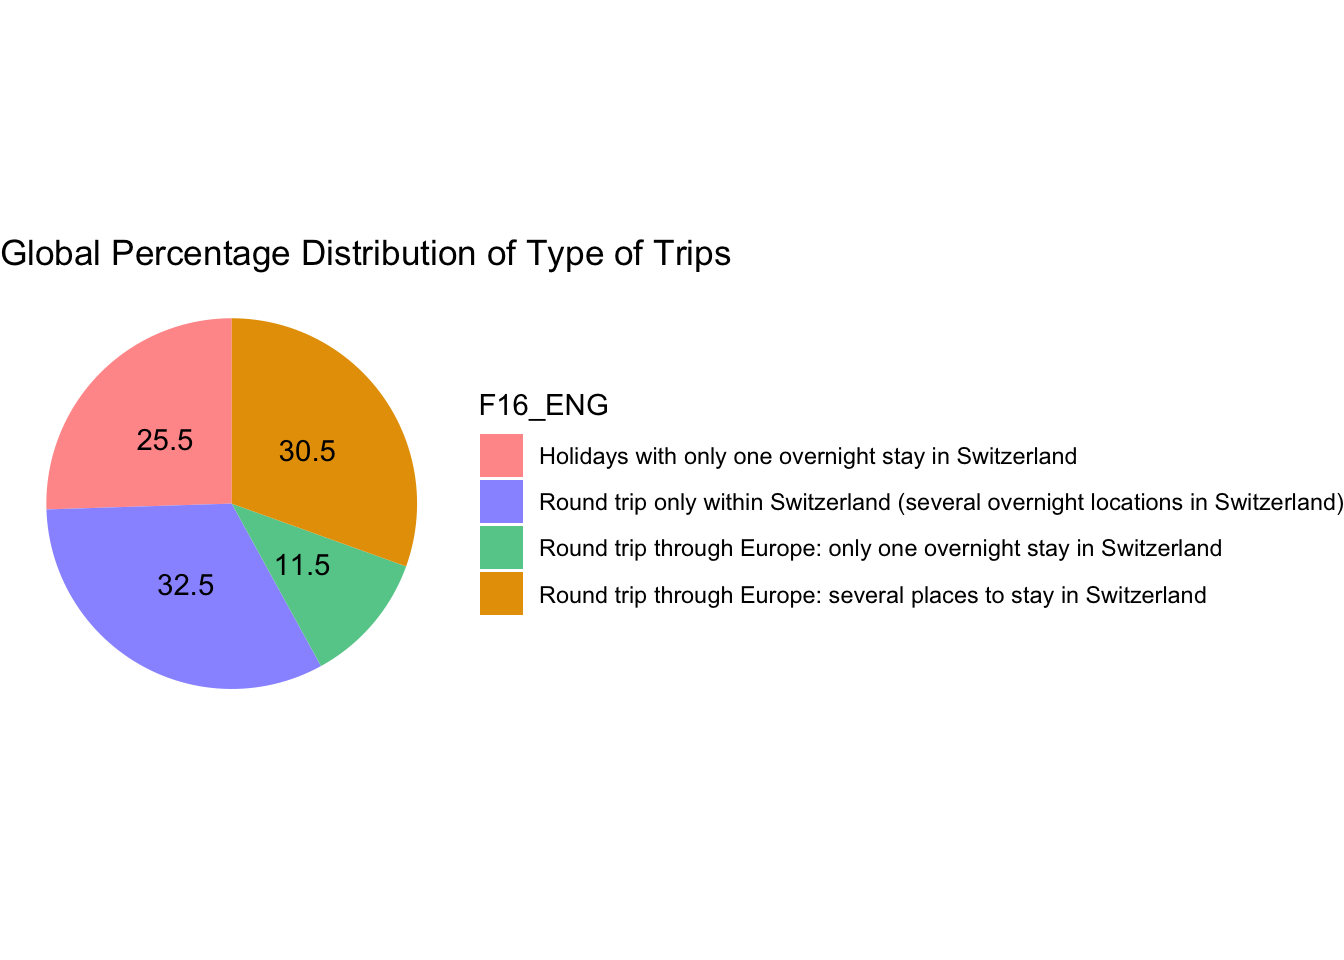 Global Percentage Distribution of Type of Trips
25.5
30.5
11.5
32.5
F16_ENG
Holidays with only one overnight stay in Switzerland
Round trip only within Switzerland (several overnight locations in Switzerland)
Round trip through Europe: only one overnight stay in Switzerland
Round trip through Europe: several places to stay in Switzerland